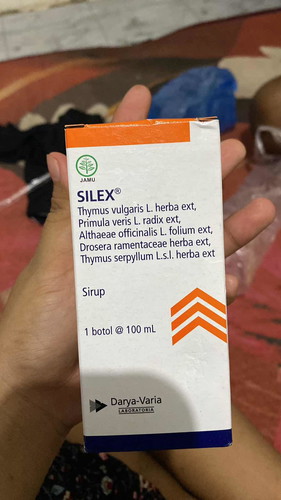 JAMU
SILEX®
Thymus vulgaris L. herba ext,
Primula veris L. radix ext,
Althaeae officinalis L. folium ext,
Drosera ramentaceae herba ext,
Thymus serpyllum L.s.l. herba ext
Sirup
1 botol @ 100 mL
Darya-Varia
LABORATORIA